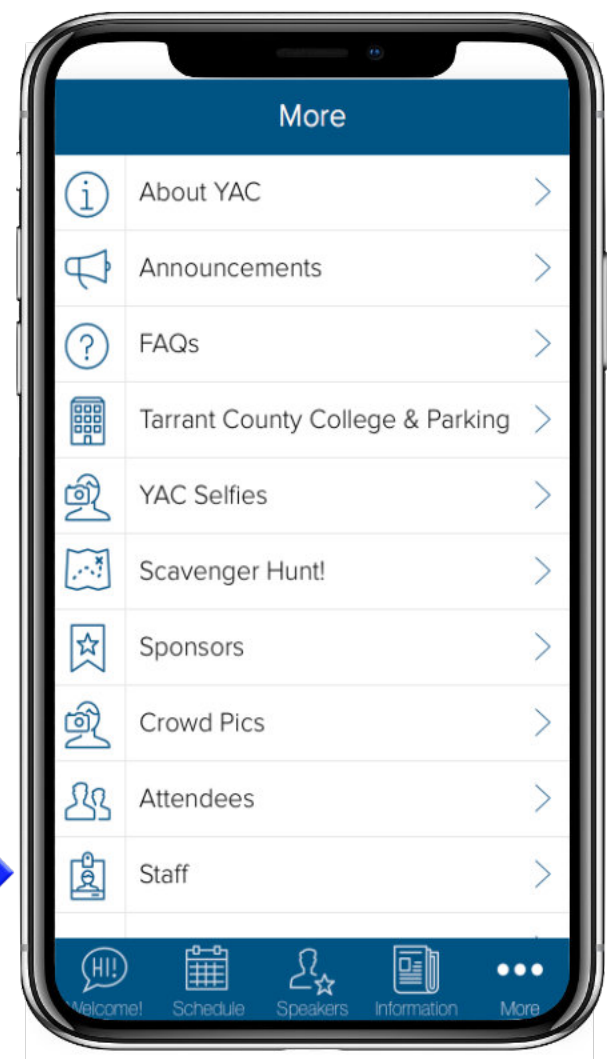 More
About YAC
Announcements
FAQs
Tarrant County College & Parking
YAC Selfies
Scavenger Hunt!
Sponsors
Crowd Pics
Attendees
Staff
HI!
Welcome! Schedule Speakers Information More